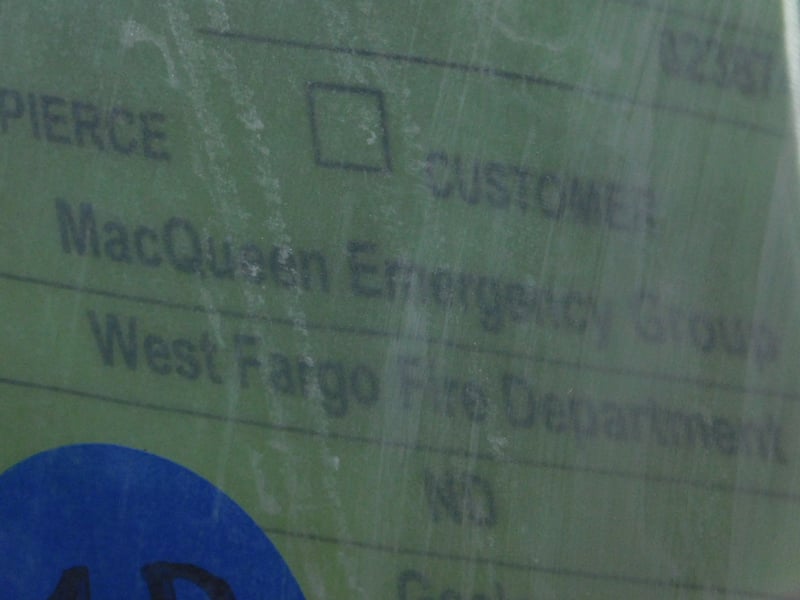 PIERCE CUSTOMER
MacQueen Emergency Group
West Fargo Fire Department
ND